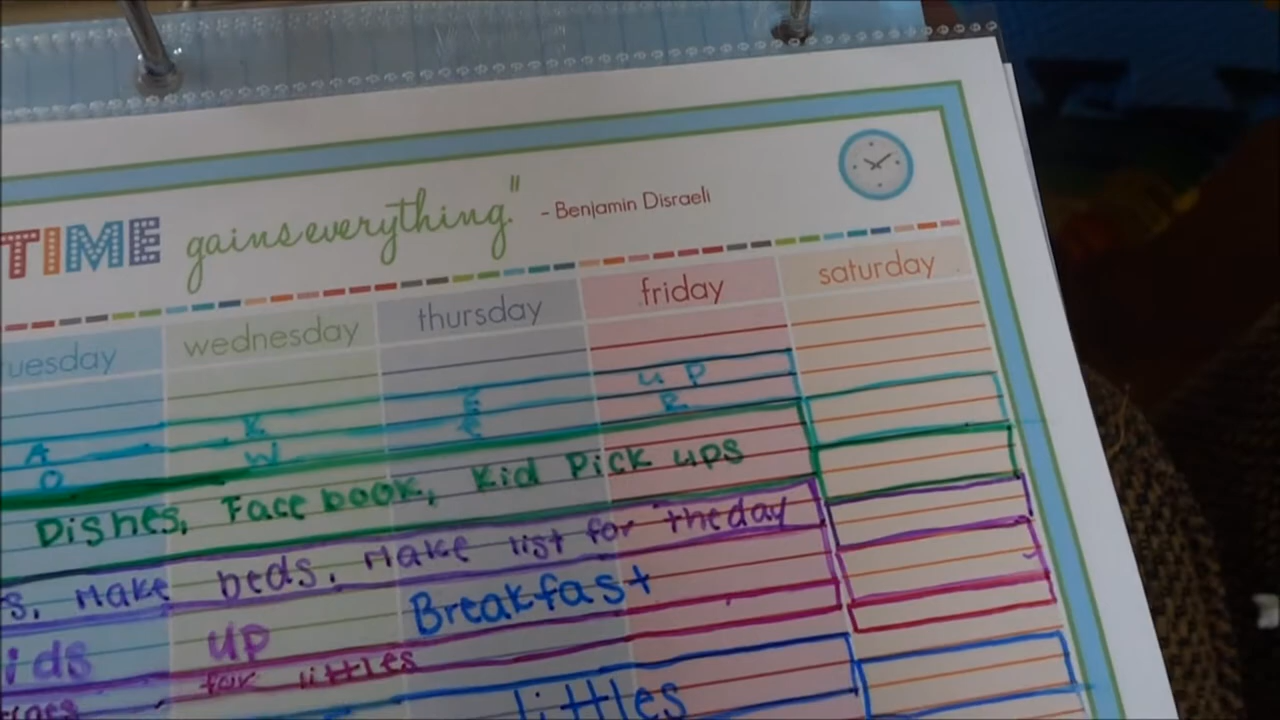 TIME gains everything." - Benjamin Disraeli
uesday wednesday thursday friday saturday
A K E UP
O W E R
Dishes, Facebook, Kid Pick ups
s, Make beds, Make list for the day
ids up Breakfast
for littles
littles